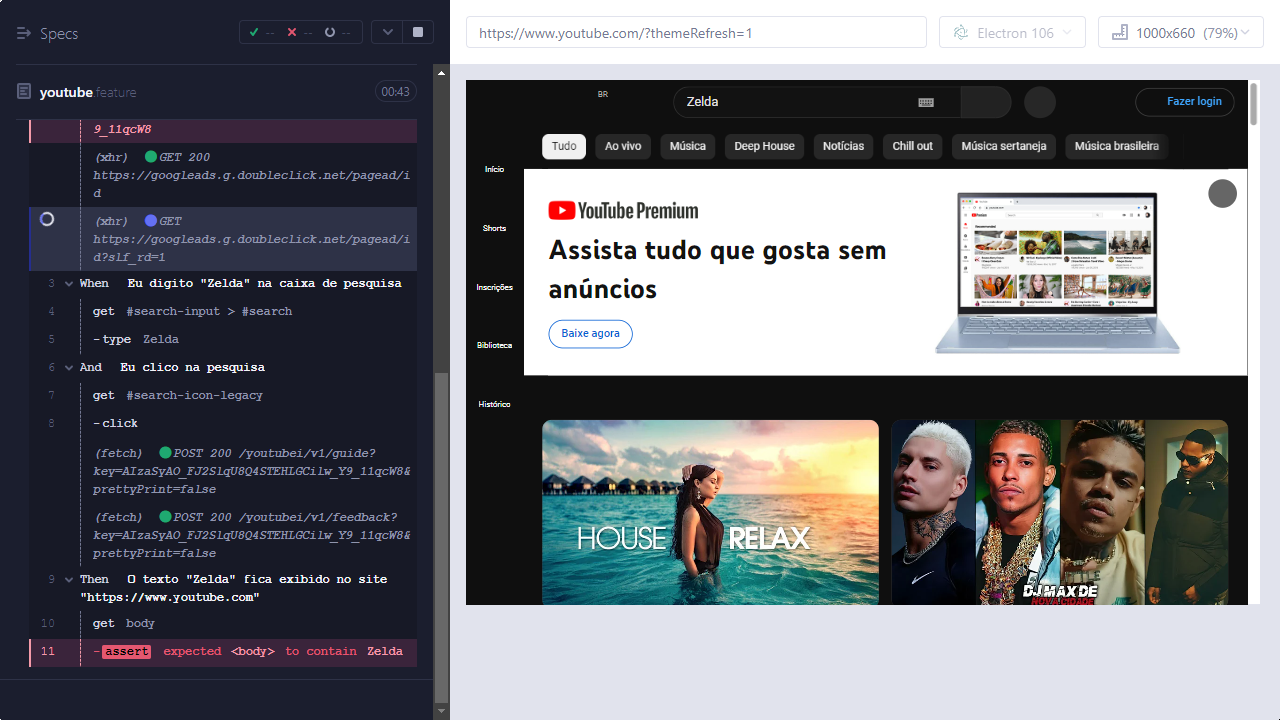 Specs
--
--
--
https://www.youtube.com/?themeRefresh=1
Electron 106
1000x660 (79%)
youtube.feature
00:43
9_11qcW8
(xhr) GET 200
https://googleads.g.doubleclick.net/pagead/i
d
(xhr) GET
https://googleads.g.doubleclick.net/pagead/i
d?slf_rd=1
3 When Eu digito "Zelda" na caixa de pesquisa
4 get #search-input > #search
5 -type Zelda
6 And Eu clico na pesquisa
7 get #search-icon-legacy
8 -click
(fetch) POST 200 /youtubei/v1/guide?
key=AIzaSyAO_FJ2SlqU8Q4STEHLGCilw_Y9_11qcW8&
prettyPrint=false
(fetch) POST 200 /youtubei/v1/feedback?
key=AIzaSyAO_FJ2SlqU8Q4STEHLGCilw_Y9_11qcW8&
prettyPrint=false
9 Then O texto "Zelda" fica exibido no site
"https://www.youtube.com"
10 get body
11 -assert expected <body> to contain Zelda
BR
Zelda
Fazer login
Tudo
Ao vivo
Música
Deep House
Notícias
Chill out
Música sertaneja
Música brasileira
Início
Shorts
Inscrições
Biblioteca
Histórico
YouTube Premium
Assista tudo que gosta sem
anúncios
Baixe agora
HOUSE RELAX
DJ MAX DE
NOVA CIDADE